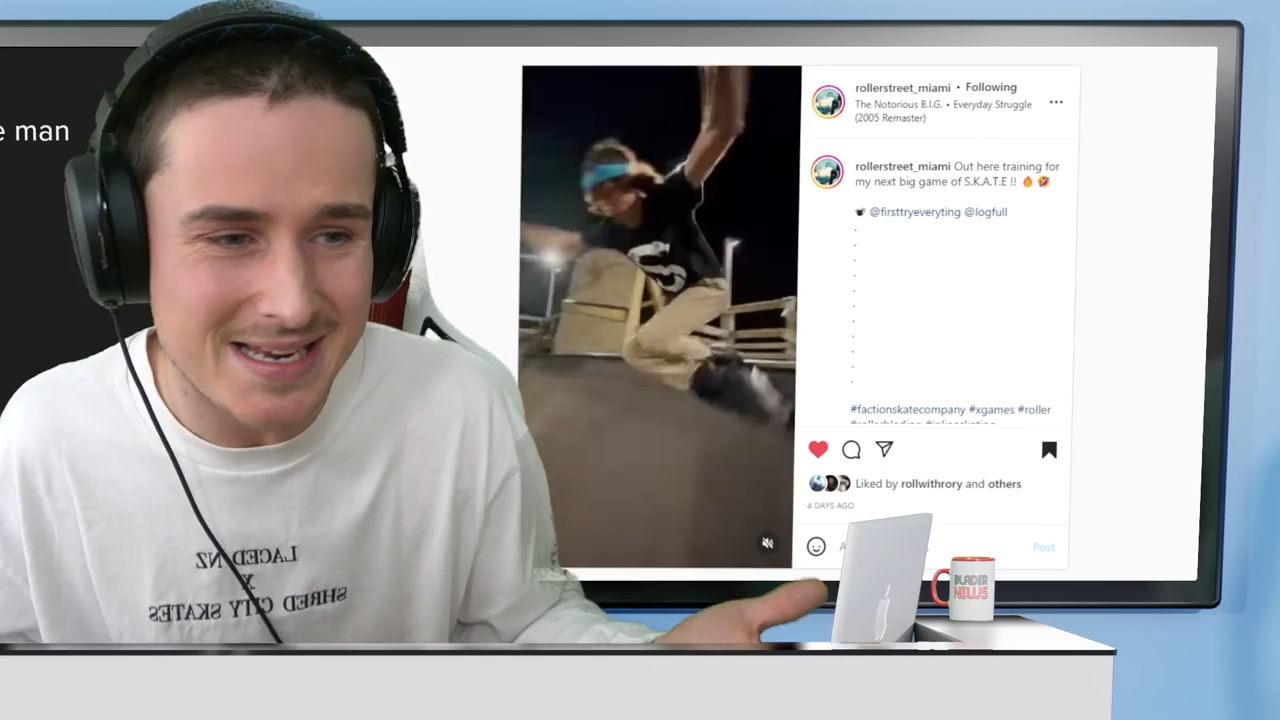 e man
rollerstreet_miami • Following
The Notorious B.I.G. • Everyday Struggle
(2005 Remaster)
rollerstreet_miami Out here training for
my next big game of S.K.A.T.E !! 🔥 🤣
@firsttryeveryting @logfull
.
.
.
.
.
.
.
.
.
.
.
#factionskatecompany #xgames #roller
#rollerblading #inlineskating
Liked by rollwithrory and others
4 DAYS AGO
A
Post
LACED NZ
X
SHRED CITY SKATES
BLADER
NEWS